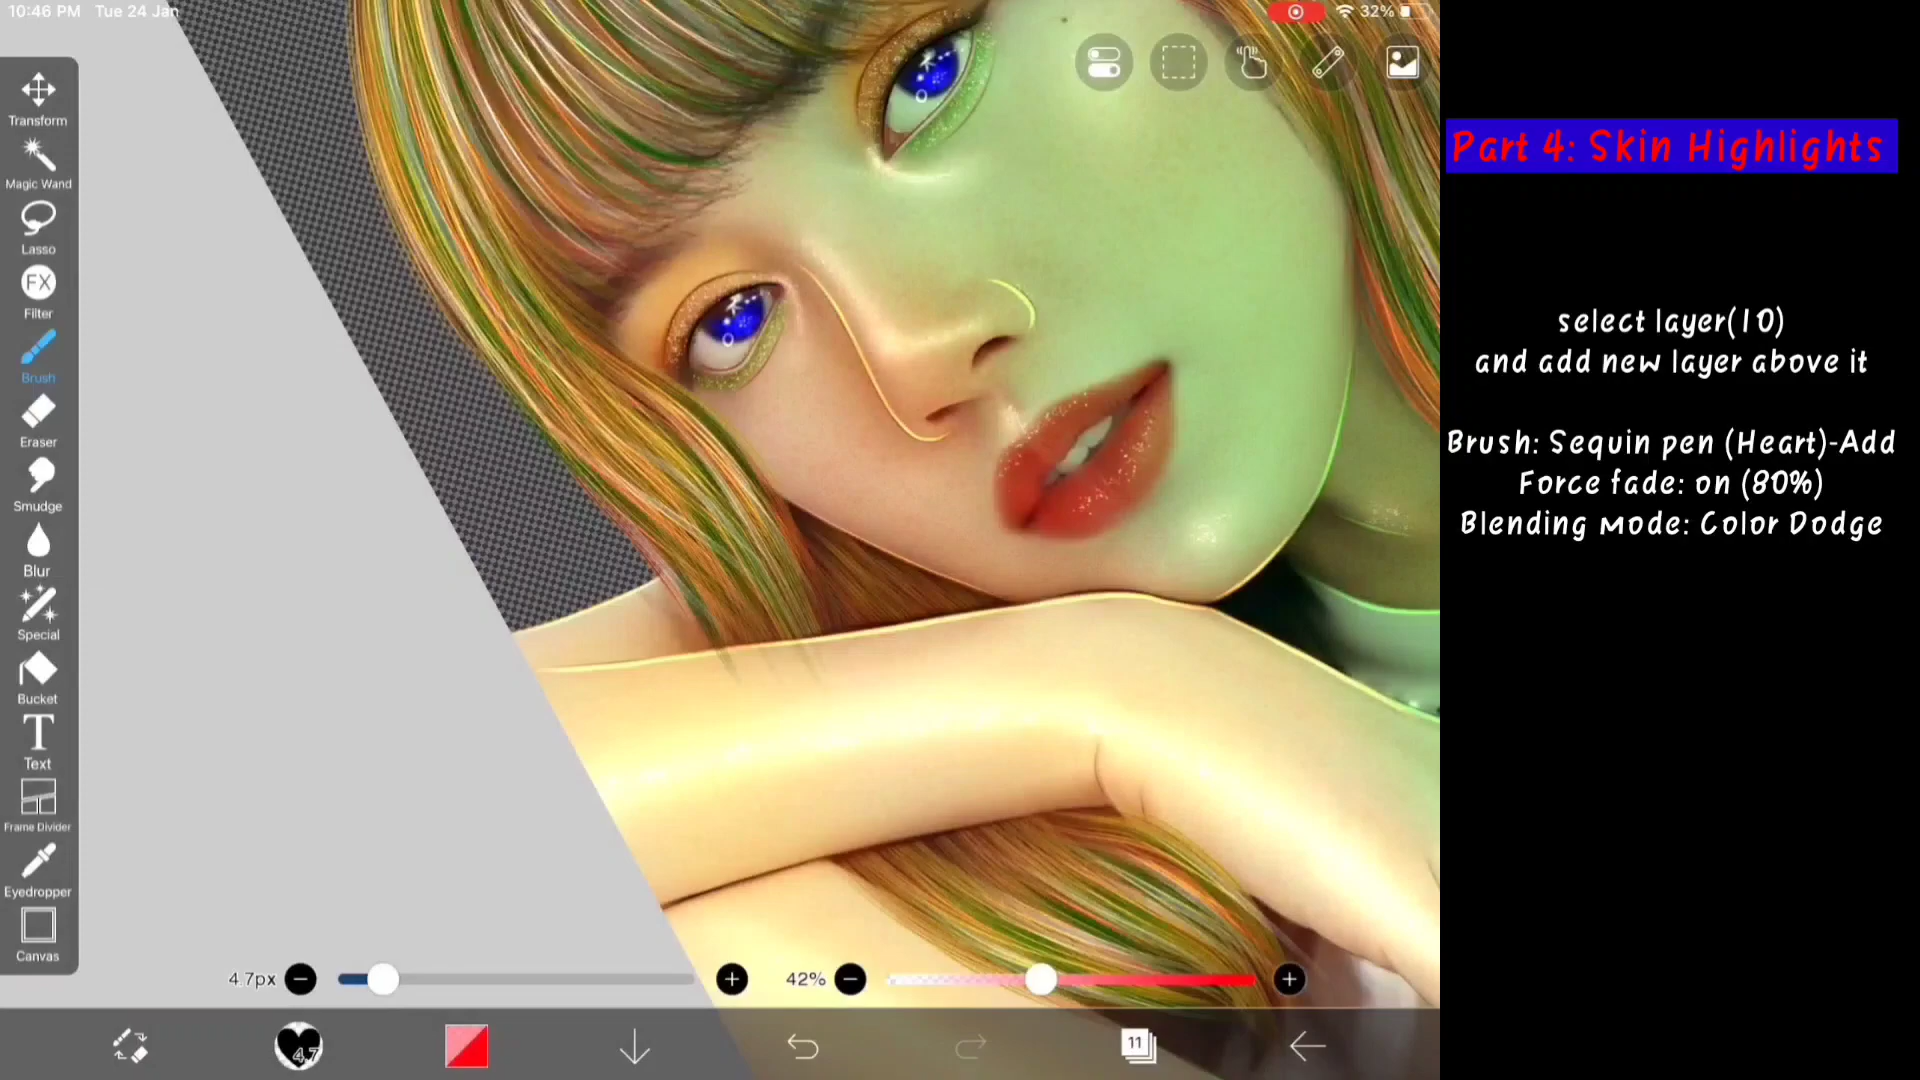 10:46 PM Tue 24 Jan
32%
Transform
Magic Wand
Lasso
FX
Filter
Brush
Eraser
Smudge
Blur
Special
Bucket
T
Text
Frame Divider
Eyedropper
Canvas
4.7px
42%
4.7
11
Part 4: Skin Highlights
select layer(10)
and add new layer above it
Brush: Sequin pen (Heart)-Add
Force fade: on (80%)
Blending Mode: Color Dodge